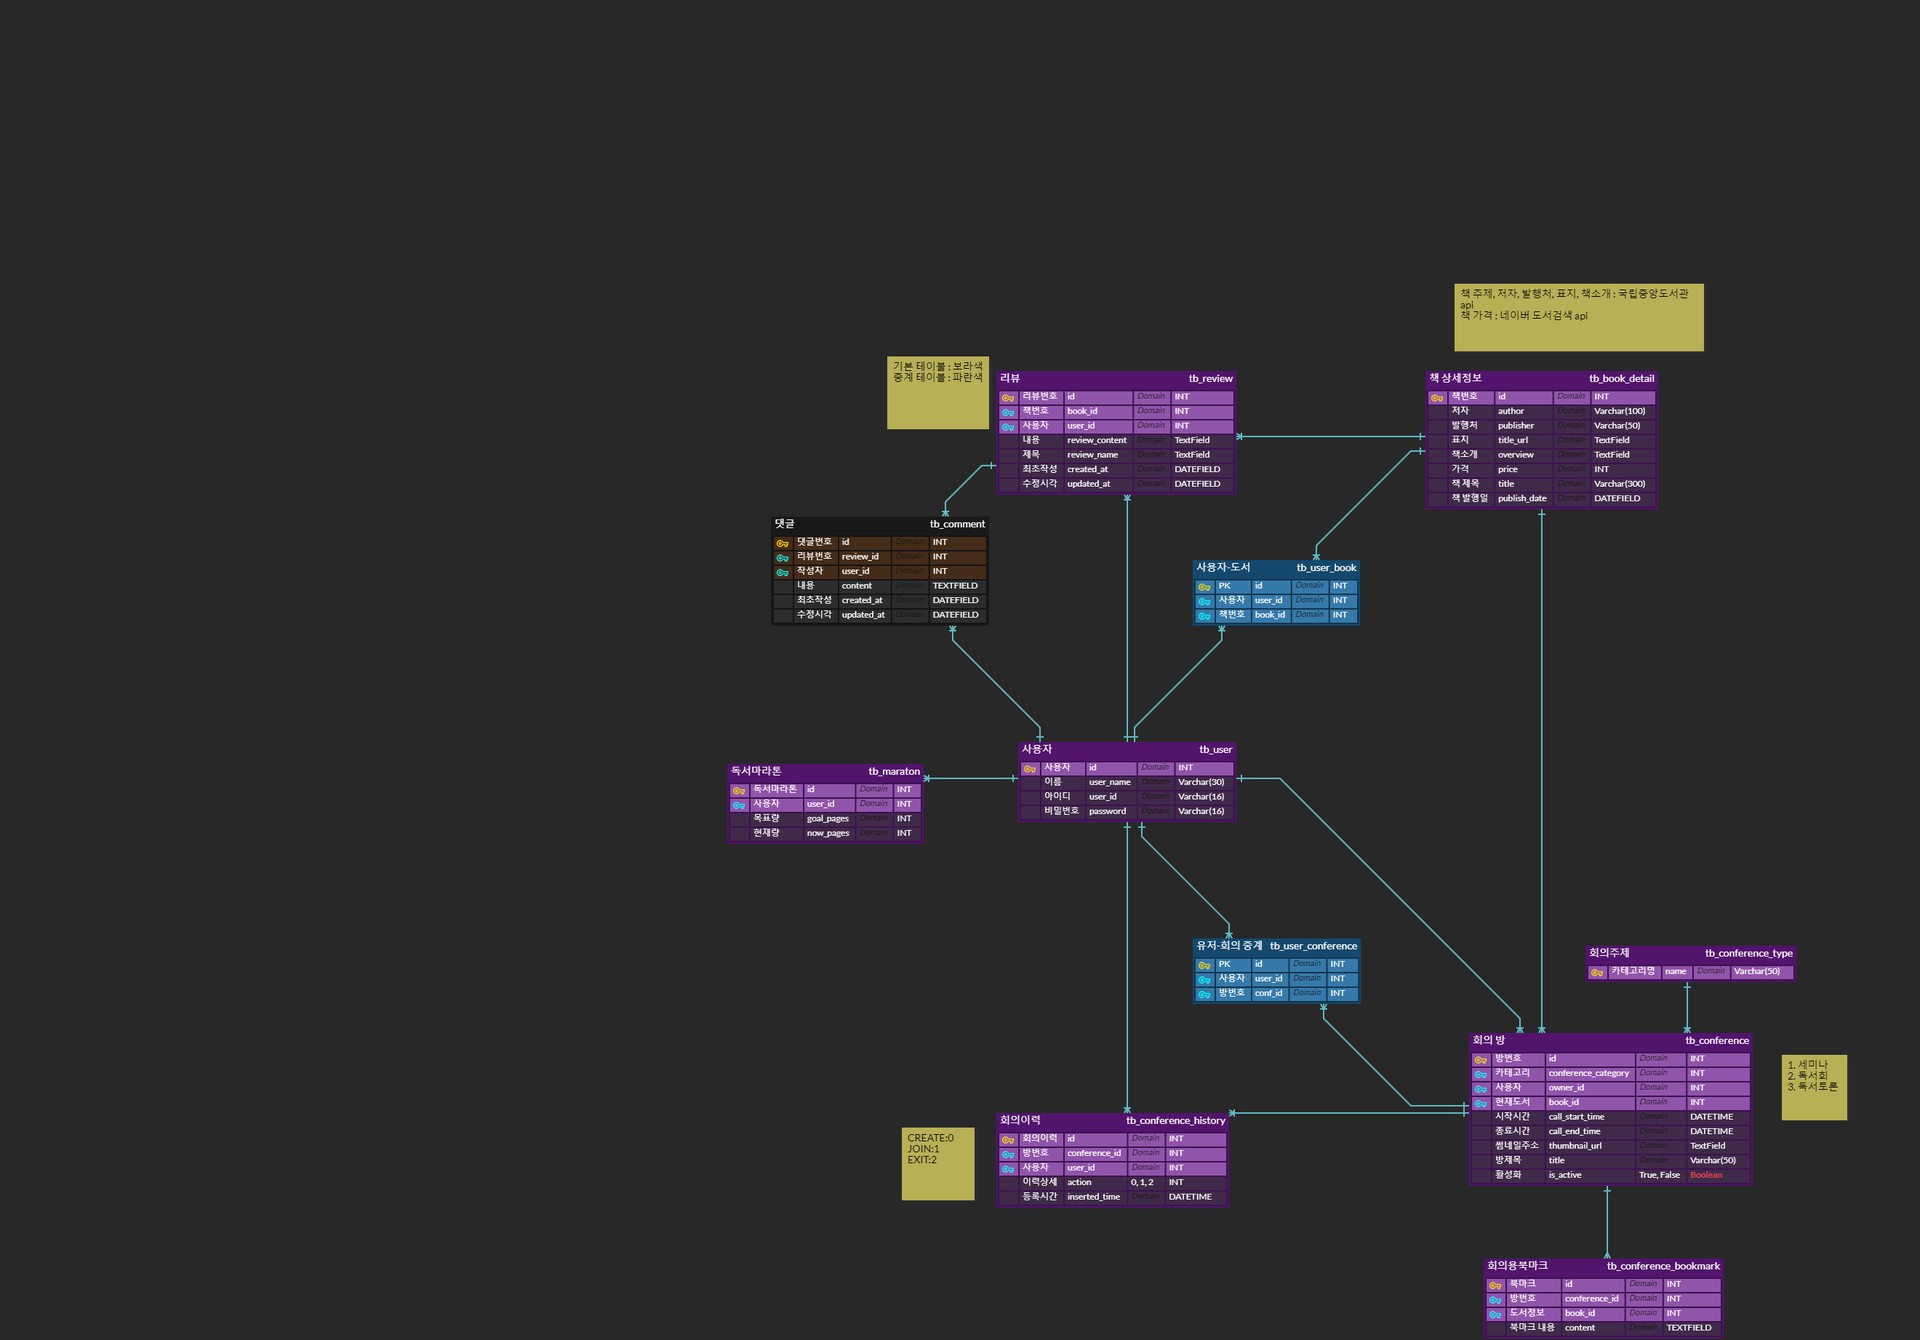 책 주제, 저자, 발행처, 표지, 책소개 : 국립중앙도서관
api
책 가격 : 네이버 도서검색 api
기본 테이블 : 보라색
중계 테이블 : 파란색
리뷰 tb_review
리뷰번호 id Domain INT
책번호 book_id Domain INT
사용자 user_id Domain INT
내용 review_content Domain TextField
제목 review_name Domain TextField
최초작성 created_at Domain DATEFIELD
수정시각 updated_at Domain DATEFIELD
책 상세정보 tb_book_detail
책번호 id Domain INT
저자 author Domain Varchar(100)
발행처 publisher Domain Varchar(50)
표지 title_url Domain TextField
책소개 overview Domain TextField
가격 price Domain INT
책 제목 title Domain Varchar(300)
책 발행일 publish_date Domain DATEFIELD
댓글 tb_comment
댓글번호 id Domain INT
리뷰번호 review_id Domain INT
작성자 user_id Domain INT
내용 content Domain TEXTFIELD
최초작성 created_at Domain DATEFIELD
수정시각 updated_at Domain DATEFIELD
사용자-도서 tb_user_book
PK id Domain INT
사용자 user_id Domain INT
책번호 book_id Domain INT
사용자 tb_user
사용자 id Domain INT
이름 user_name Domain Varchar(30)
아이디 user_id Domain Varchar(16)
비밀번호 password Domain Varchar(16)
독서마라톤 tb_maraton
독서마라톤 id Domain INT
사용자 user_id Domain INT
목표량 goal_pages Domain INT
현재량 now_pages Domain INT
유저-회의 중계 tb_user_conference
PK id Domain INT
사용자 user_id Domain INT
방번호 conf_id Domain INT
회의주제 tb_conference_type
카테고리명 name Domain Varchar(50)
회의 방 tb_conference
방번호 id Domain INT
카테고리 conference_category Domain INT
사용자 owner_id Domain INT
현재도서 book_id Domain INT
시작시간 call_start_time Domain DATETIME
종료시간 call_end_time Domain DATETIME
썸네일주소 thumbnail_url Domain TextField
방제목 title Domain Varchar(50)
활성화 is_active True, False Boolean
1. 세미나
2. 독서회
3. 독서토론
회의이력 tb_conference_history
회의이력 id Domain INT
방번호 conference_id Domain INT
사용자 user_id Domain INT
이력상세 action 0, 1, 2 INT
등록시간 inserted_time Domain DATETIME
CREATE:0
JOIN:1
EXIT:2
회의용북마크 tb_conference_bookmark
북마크 id Domain INT
방번호 conference_id Domain INT
도서정보 book_id Domain INT
북마크 내용 content Domain TEXTFIELD